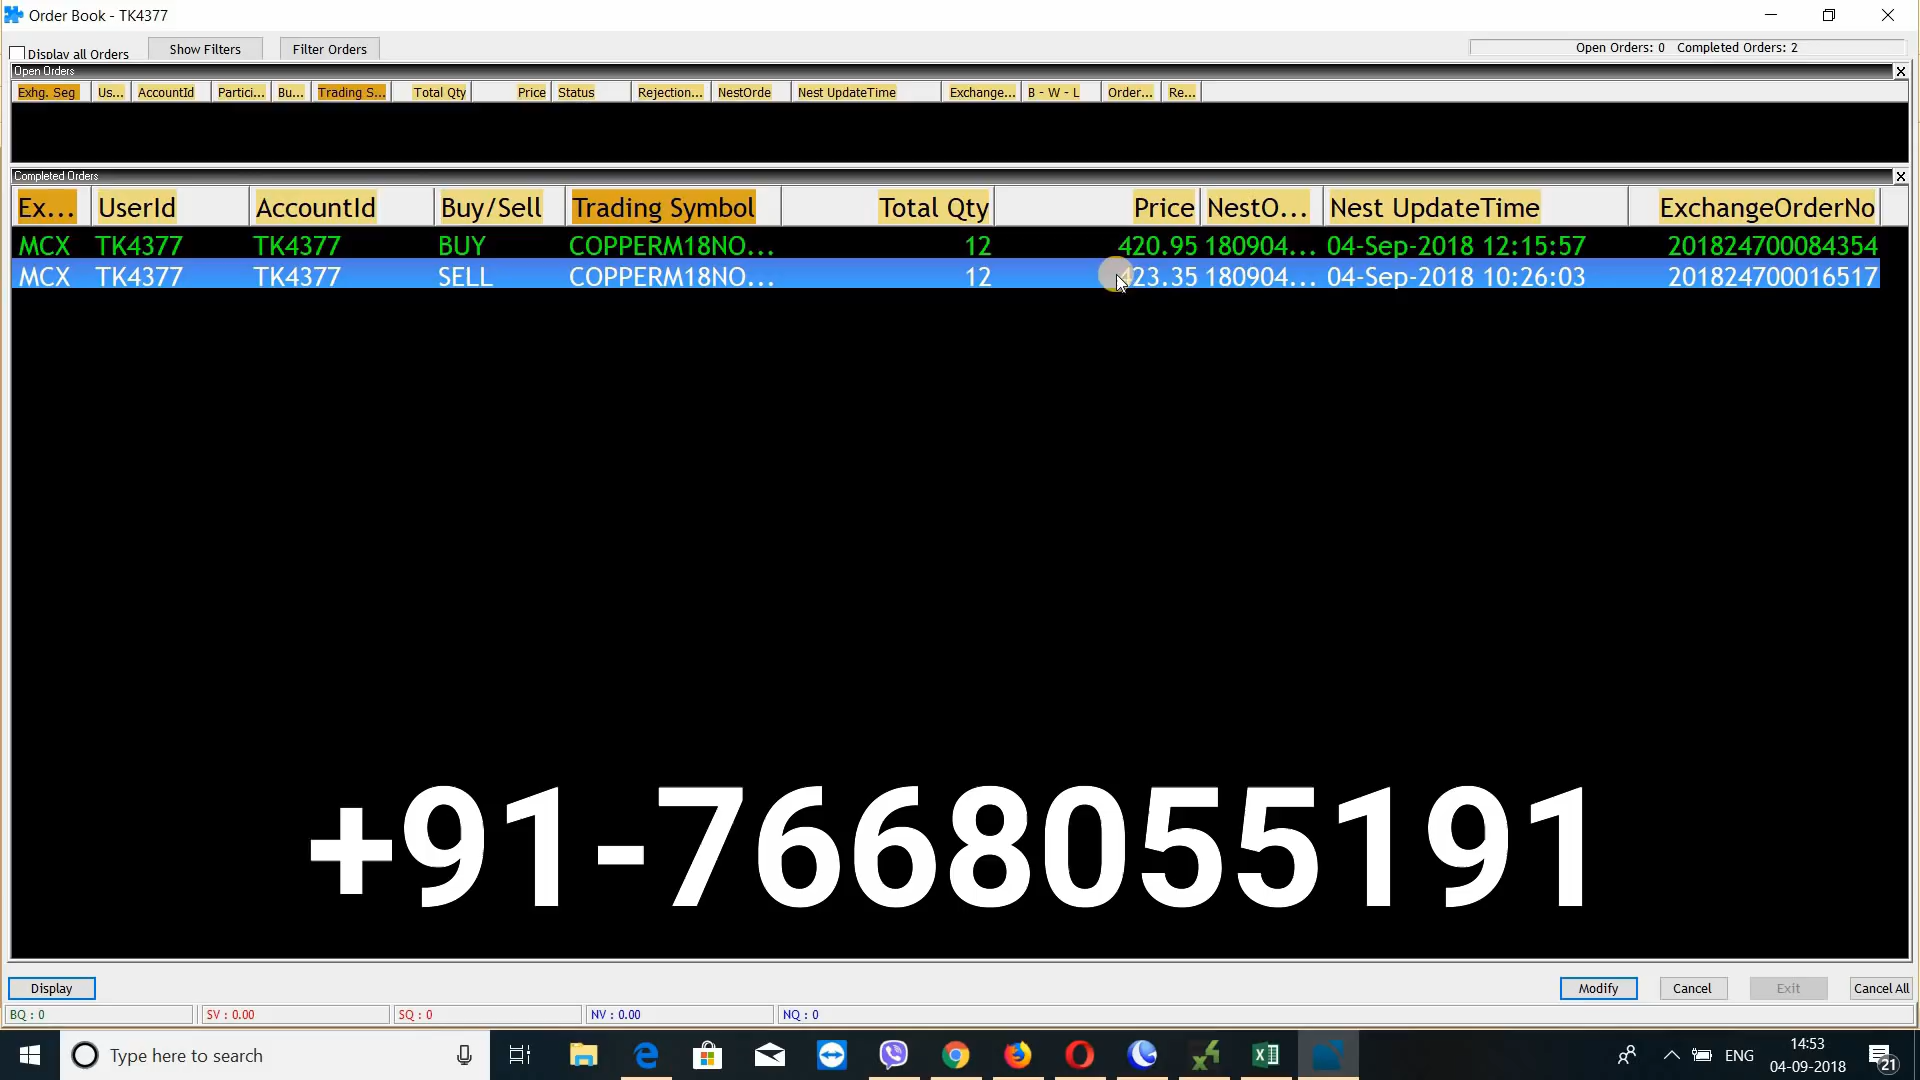 Order Book - TK4377
Display all Orders Show Filters Filter Orders Open Orders: 0 Completed Orders: 2
Open Orders
Exhg. Seg Us... AccountId Partici... Bu... Trading S... Total Qty Price Status Rejection... NestOrde Nest UpdateTime Exchange... B - W - L Order... Re...
Completed Orders
Ex... UserId AccountId Buy/Sell Trading Symbol Total Qty Price NestO... Nest UpdateTime ExchangeOrderNo
MCX TK4377 TK4377 BUY COPPERM18NO... 12 420.95 180904... 04-Sep-2018 12:15:57 201824700084354
MCX TK4377 TK4377 SELL COPPERM18NO... 12 423.35 180904... 04-Sep-2018 10:26:03 201824700016517
+91-7668055191
Display Modify Cancel Exit Cancel All
BQ : 0 SV : 0.00 SQ : 0 NV : 0.00 NQ : 0
Type here to search ENG 14:53
04-09-2018 21